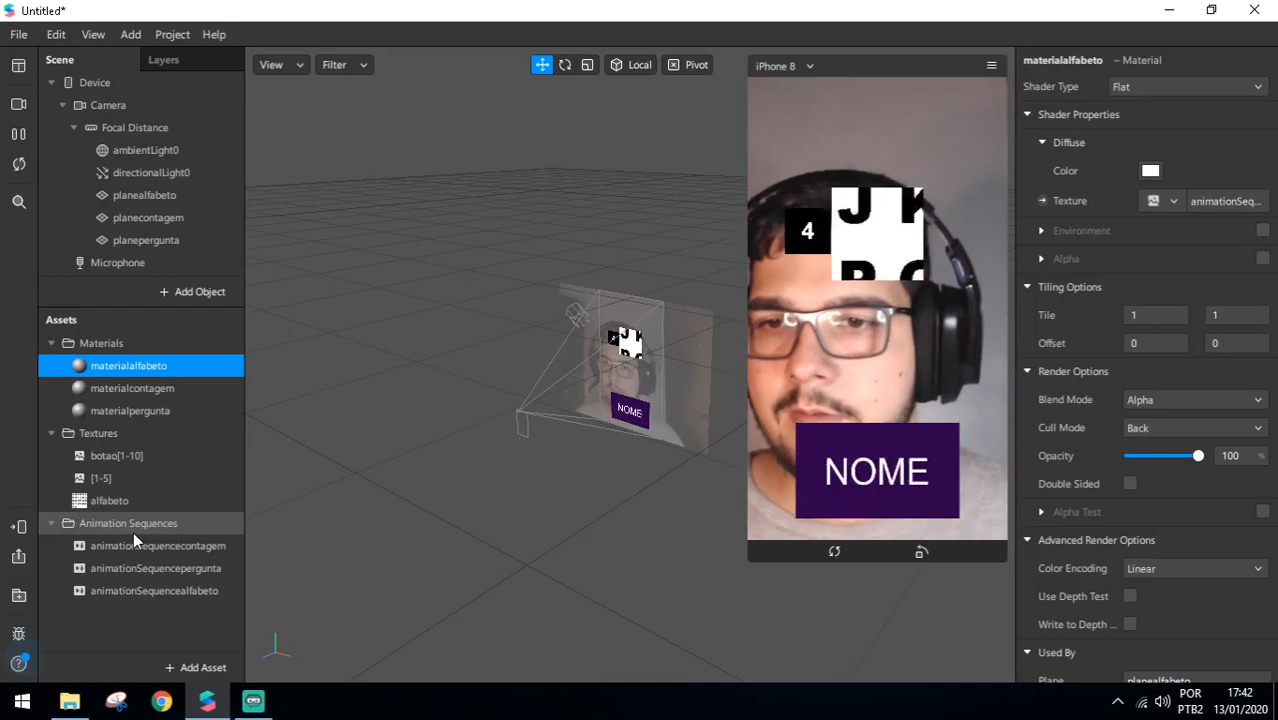 Untitled*
File Edit View Add Project Help
Scene Layers
Device
Camera
Focal Distance
ambientLight0
directionalLight0
planealfabeto
planecontagem
planepergunta
Microphone
+ Add Object
Assets
Materials
materialalfabeto
materialcontagem
materialpergunta
Textures
botao[1-10]
[1-5]
alfabeto
Animation Sequences
animationSequencecontagem
animationSequencepergunta
animationSequencealfabeto
+ Add Asset
View Filter Local Pivot
NOME
iPhone 8
4
J K
NOME
materialalfabeto – Material
Shader Type Flat
Shader Properties
Diffuse
Color
Texture animationSeq...
Environment
Alpha
Tiling Options
Tile 1 1
Offset 0 0
Render Options
Blend Mode Alpha
Cull Mode Back
Opacity 100 %
Double Sided
Alpha Test
Advanced Render Options
Color Encoding Linear
Use Depth Test
Write to Depth ...
Used By
Plane planealfabeto
POR
PTB2
17:42
13/01/2020